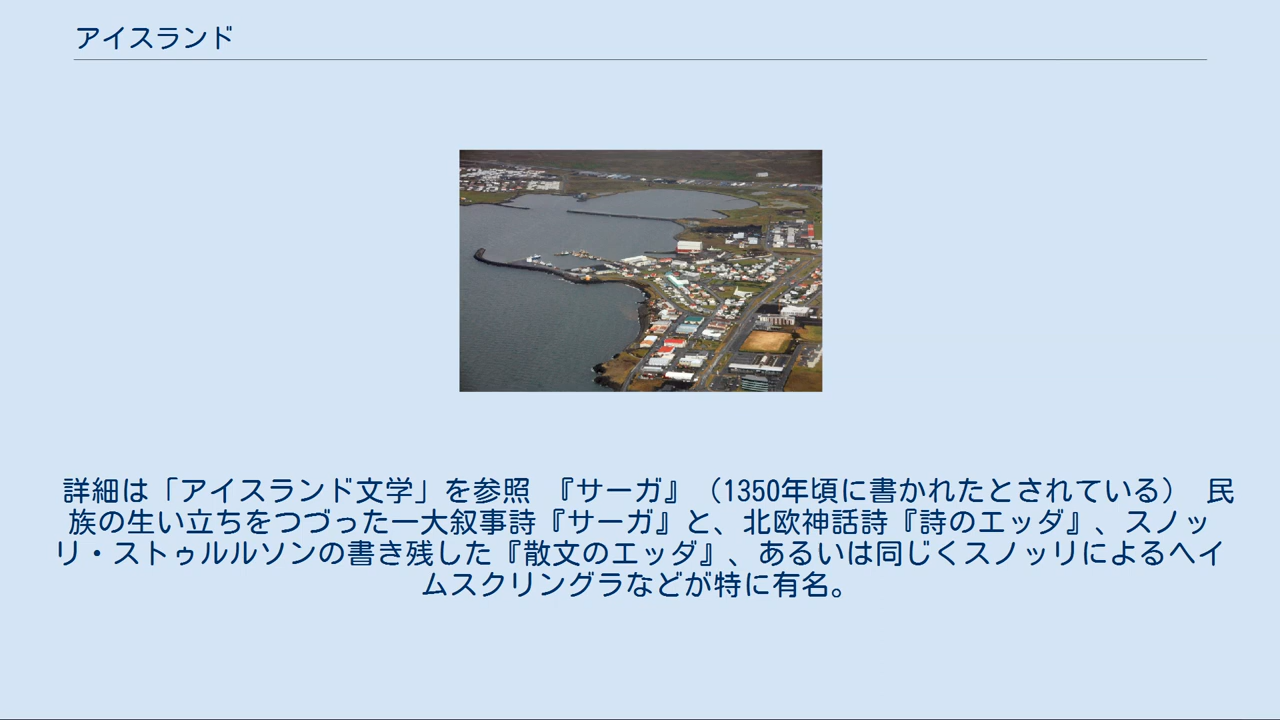 アイスランド
詳細は「アイスランド文学」を参照 『サーガ』（1350年頃に書かれたとされている） 民
族の生い立ちをつづった一大叙事詩『サーガ』と、北欧神話詩『詩のエッダ』、スノッ
リ・ストゥルルソンの書き残した『散文のエッダ』、あるいは同じくスノッリによるヘイ
ムスクリングラなどが特に有名。